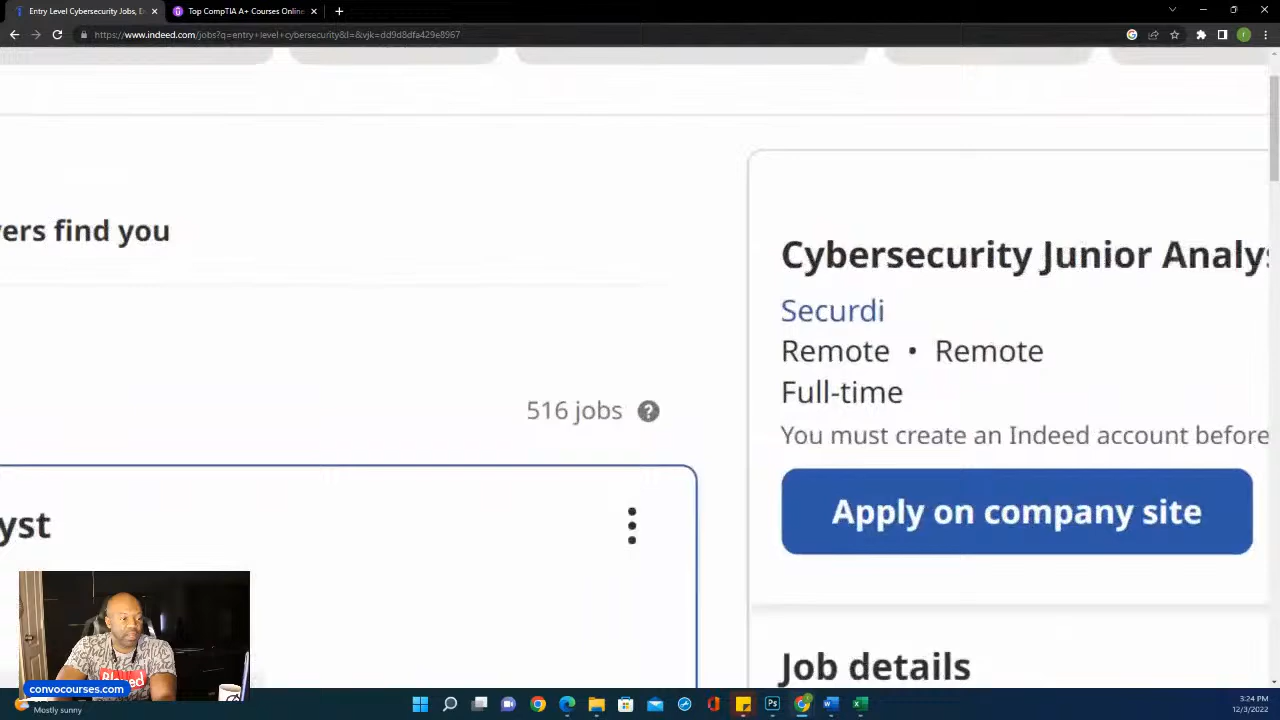 Entry Level Cybersecurity Jobs, E
Top CompTIA A+ Courses Online
https://www.indeed.com/jobs?q=entry+level+cybersecurity&l=&vjk=dd9d8dfa429e8967
vers find you
516 jobs
yst
Cybersecurity Junior Analys
Securdi
Remote • Remote
Full-time
You must create an Indeed account before
Apply on company site
Job details
convocourses.com
Mostly sunny
3:24 PM
12/3/2022